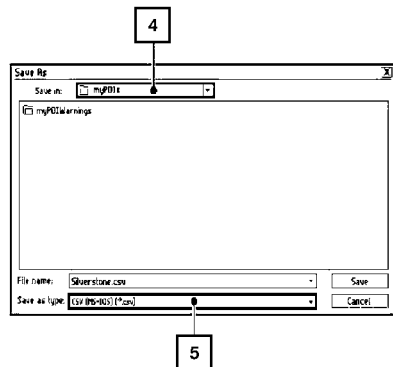 4
Save As X
Save in: myPOIs
myPOIWarnings
File name: Silverstone.csv Save
Save as type: CSV (MS-DOS) (*.csv) Cancel
5